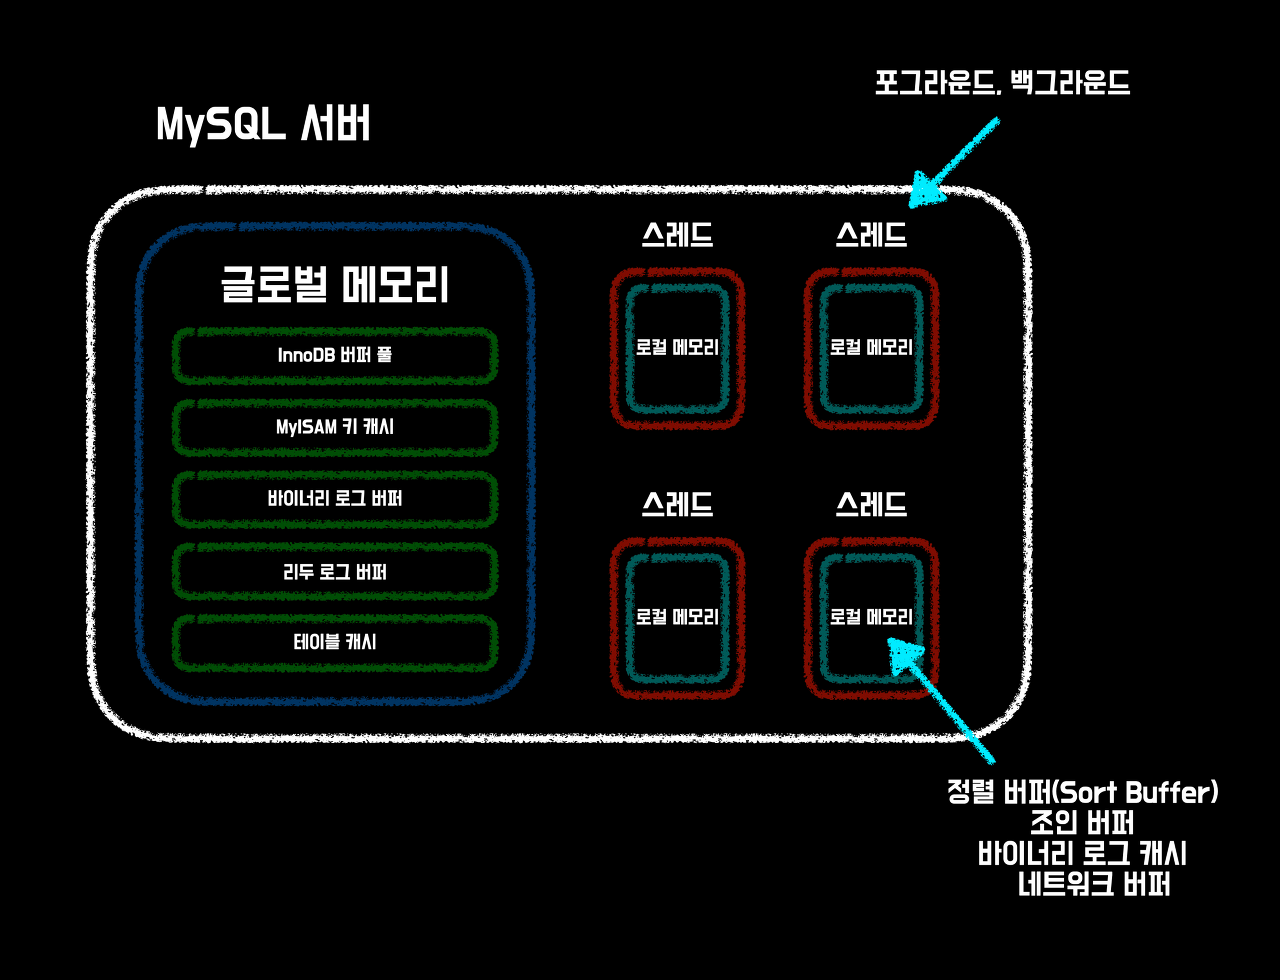 포그라운드, 백그라운드
MySQL 서버
스레드
스레드
글로벌 메모리
InnoDB 버퍼 풀
MyISAM 키 캐시
바이너리 로그 버퍼
리두 로그 버퍼
테이블 캐시
로컬 메모리
로컬 메모리
스레드
스레드
로컬 메모리
로컬 메모리
정렬 버퍼(Sort Buffer)
조인 버퍼
바이너리 로그 캐시
네트워크 버퍼